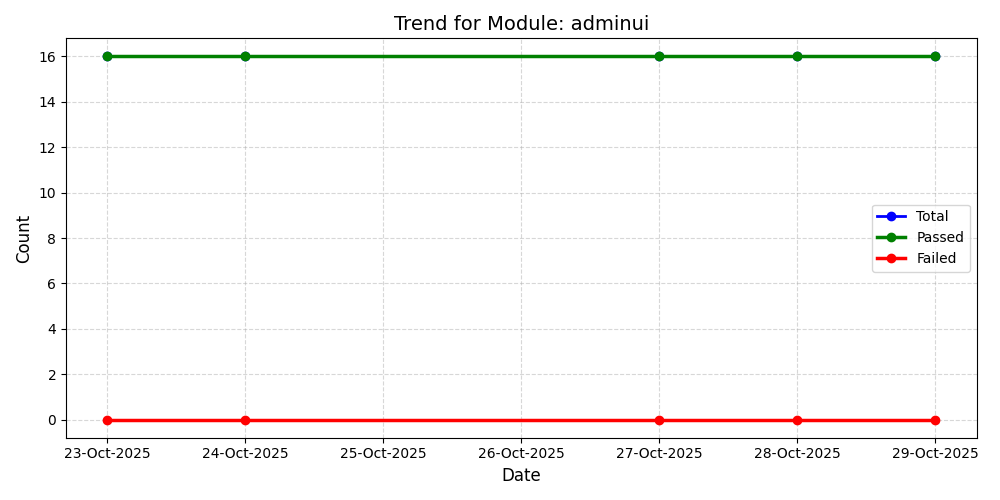 Trend for Module: adminui
Count
16
14
12
10
8
6
4
2
0
Total
Passed
Failed
23-Oct-2025 24-Oct-2025 25-Oct-2025 26-Oct-2025 27-Oct-2025 28-Oct-2025 29-Oct-2025
Date